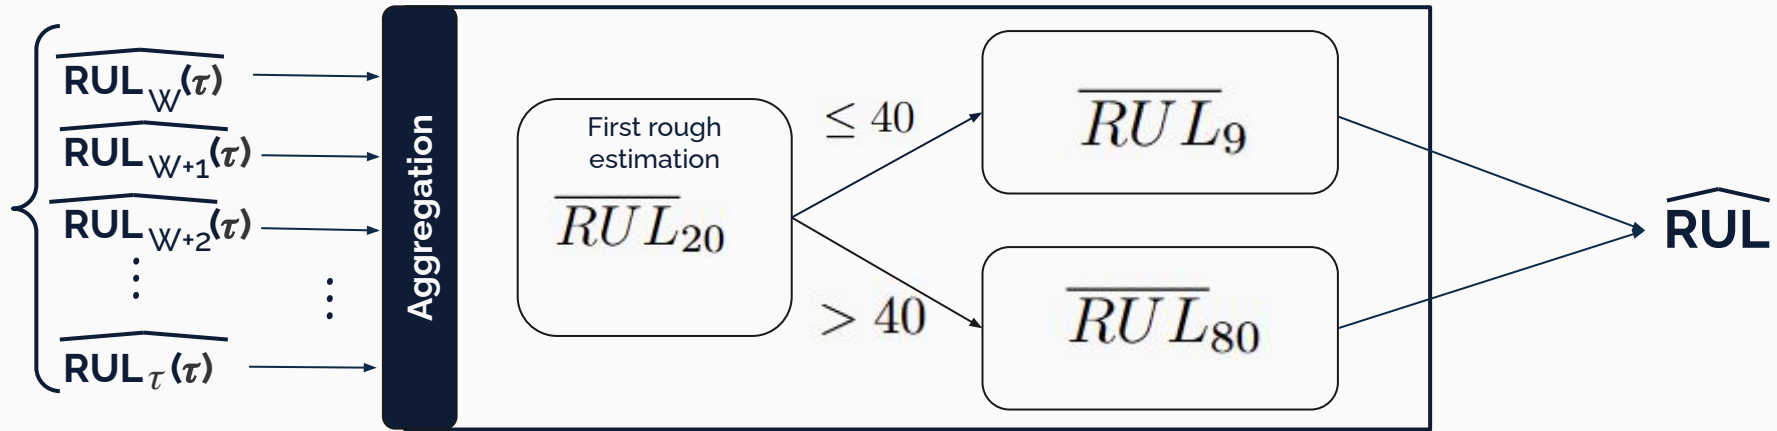 RUL_W(τ)
RUL_W+1(τ)
RUL_W+2(τ)
⋮
⋮
RUL_τ(τ)
Aggregation
First rough
estimation
RUL_20
≤ 40
> 40
RUL_9
RUL_80
RUL